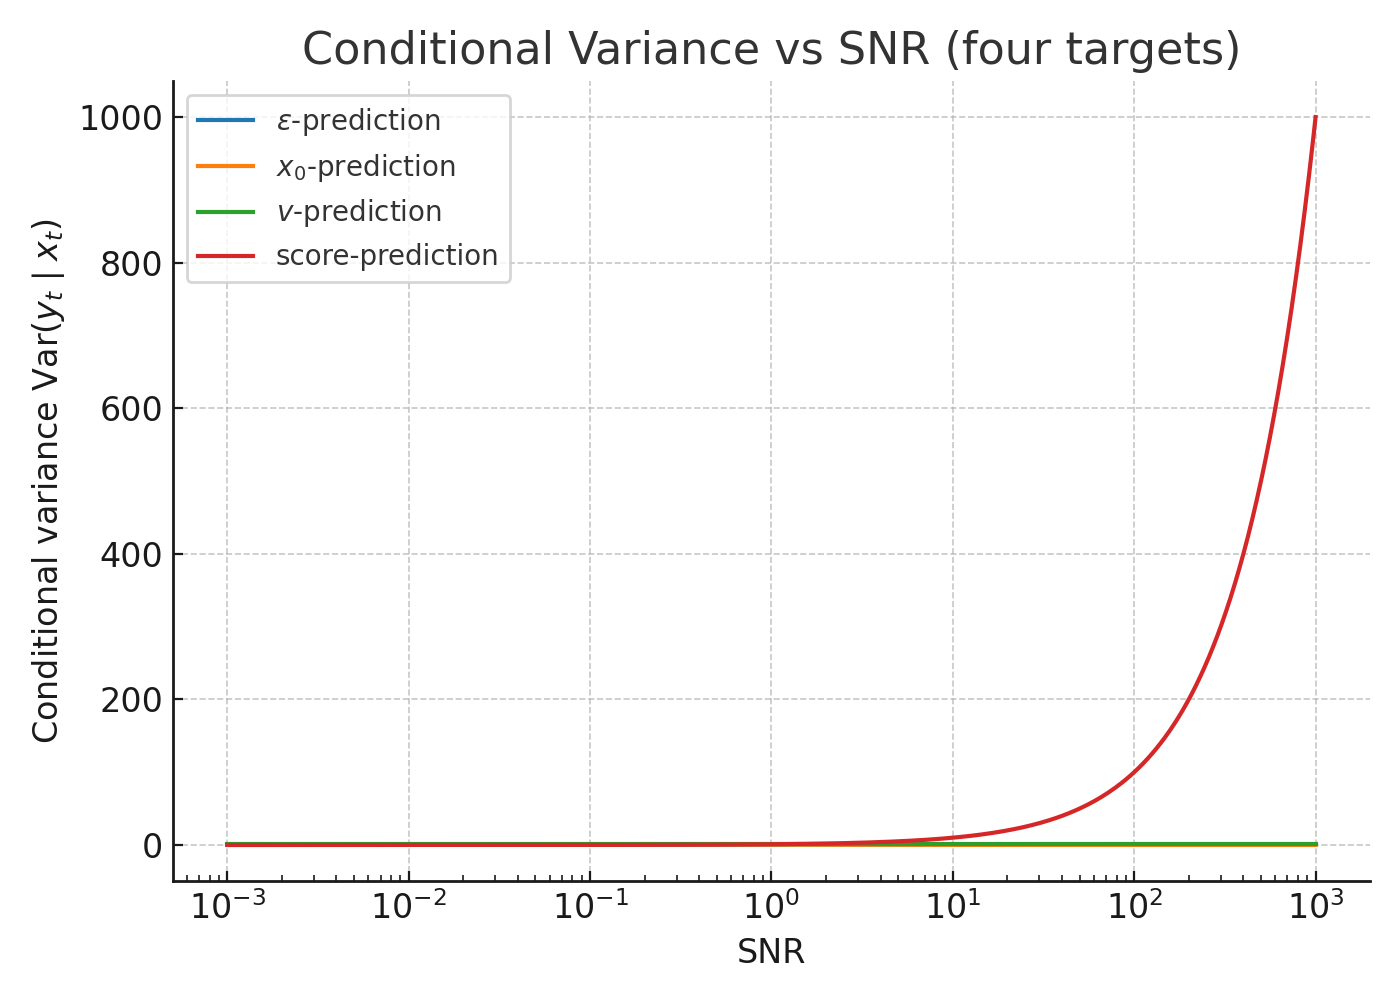 Conditional Variance vs SNR (four targets)
ε-prediction
x₀-prediction
v-prediction
score-prediction
Conditional variance Var(yₜ | xₜ)
1000
800
600
400
200
0
10⁻³ 10⁻² 10⁻¹ 10⁰ 10¹ 10² 10³
SNR